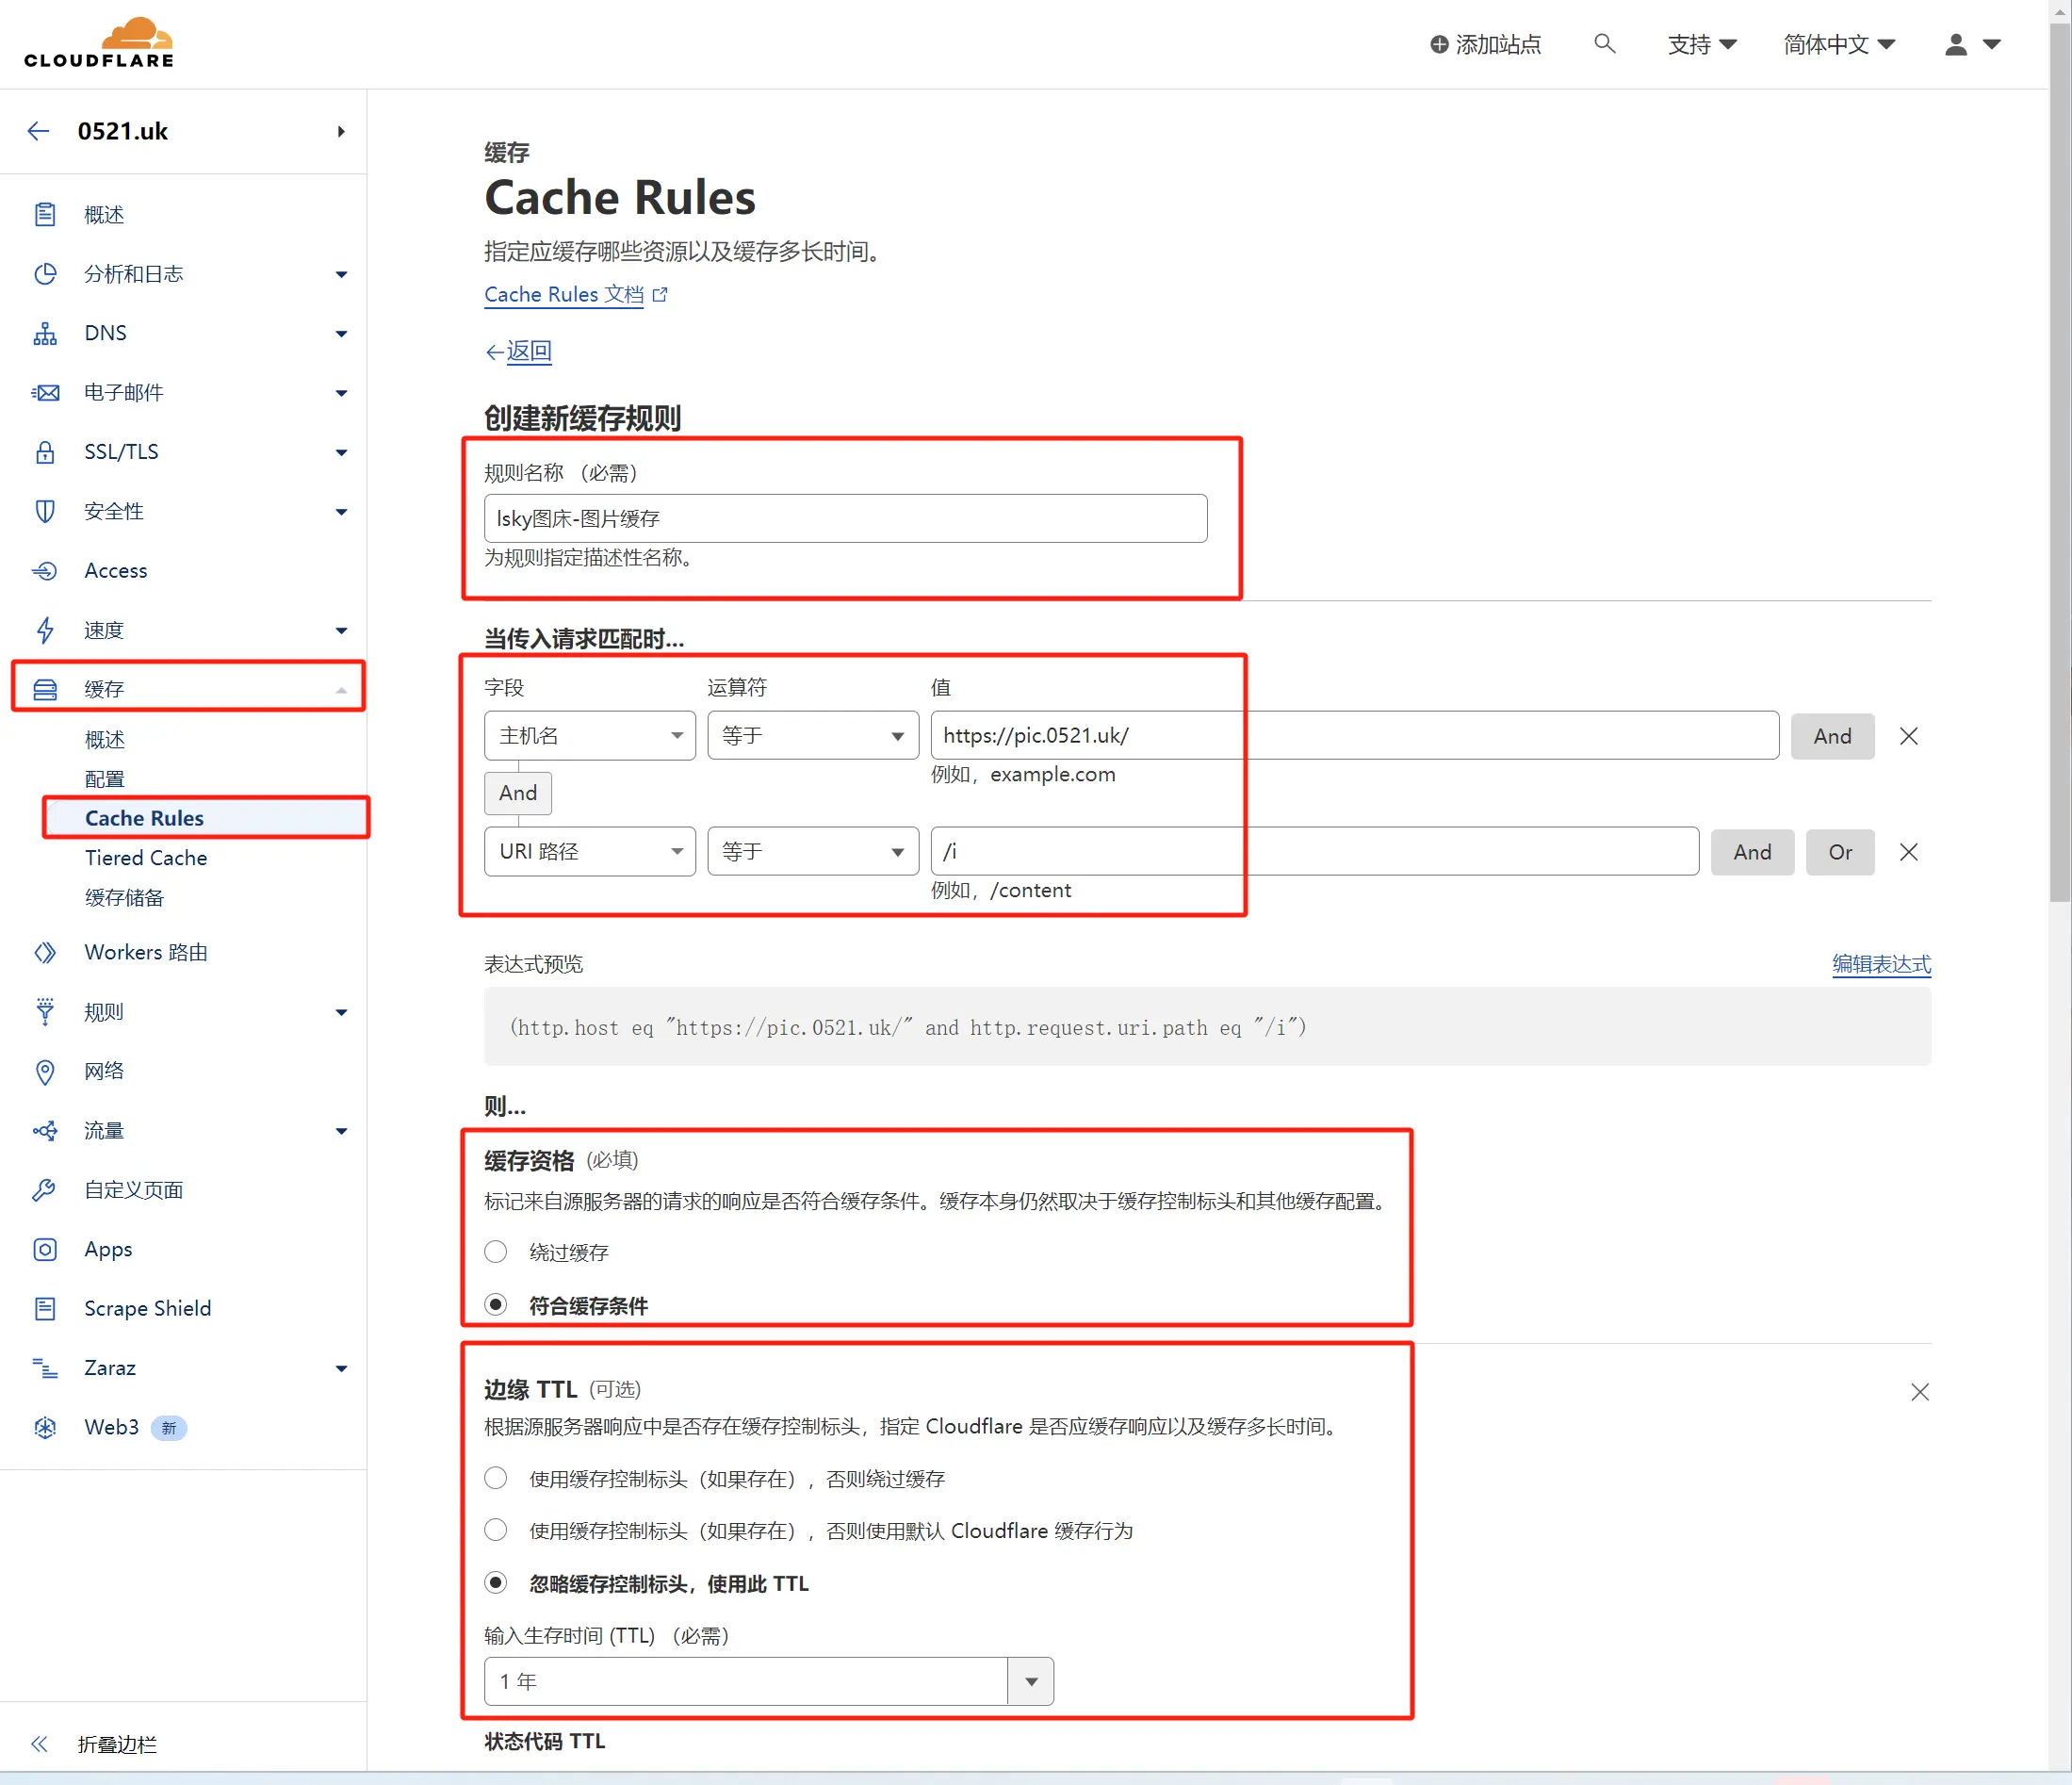 CLOUDFLARE
添加站点
支持
简体中文
0521.uk
概述
分析和日志
DNS
电子邮件
SSL/TLS
安全性
Access
速度
缓存
概述
配置
Cache Rules
Tiered Cache
缓存储备
Workers 路由
规则
网络
流量
自定义页面
Apps
Scrape Shield
Zaraz
Web3 新
折叠边栏
缓存
Cache Rules
指定应缓存哪些资源以及缓存多长时间。
Cache Rules 文档
返回
创建新缓存规则
规则名称 （必需）
lsky图床-图片缓存
为规则指定描述性名称。
当传入请求匹配时...
字段 运算符 值
主机名 等于 https://pic.0521.uk/ And
例如，example.com
And
URI 路径 等于 /i And Or
例如，/content
表达式预览 编辑表达式
(http.host eq "https://pic.0521.uk/" and http.request.uri.path eq "/i")
则...
缓存资格 (必填)
标记来自源服务器的请求的响应是否符合缓存条件。缓存本身仍然取决于缓存控制标头和其他缓存配置。
绕过缓存
符合缓存条件
边缘 TTL (可选)
根据源服务器响应中是否存在缓存控制标头，指定 Cloudflare 是否应缓存响应以及缓存多长时间。
使用缓存控制标头（如果存在），否则绕过缓存
使用缓存控制标头（如果存在），否则使用默认 Cloudflare 缓存行为
忽略缓存控制标头，使用此 TTL
输入生存时间 (TTL) （必需）
1 年
状态代码 TTL